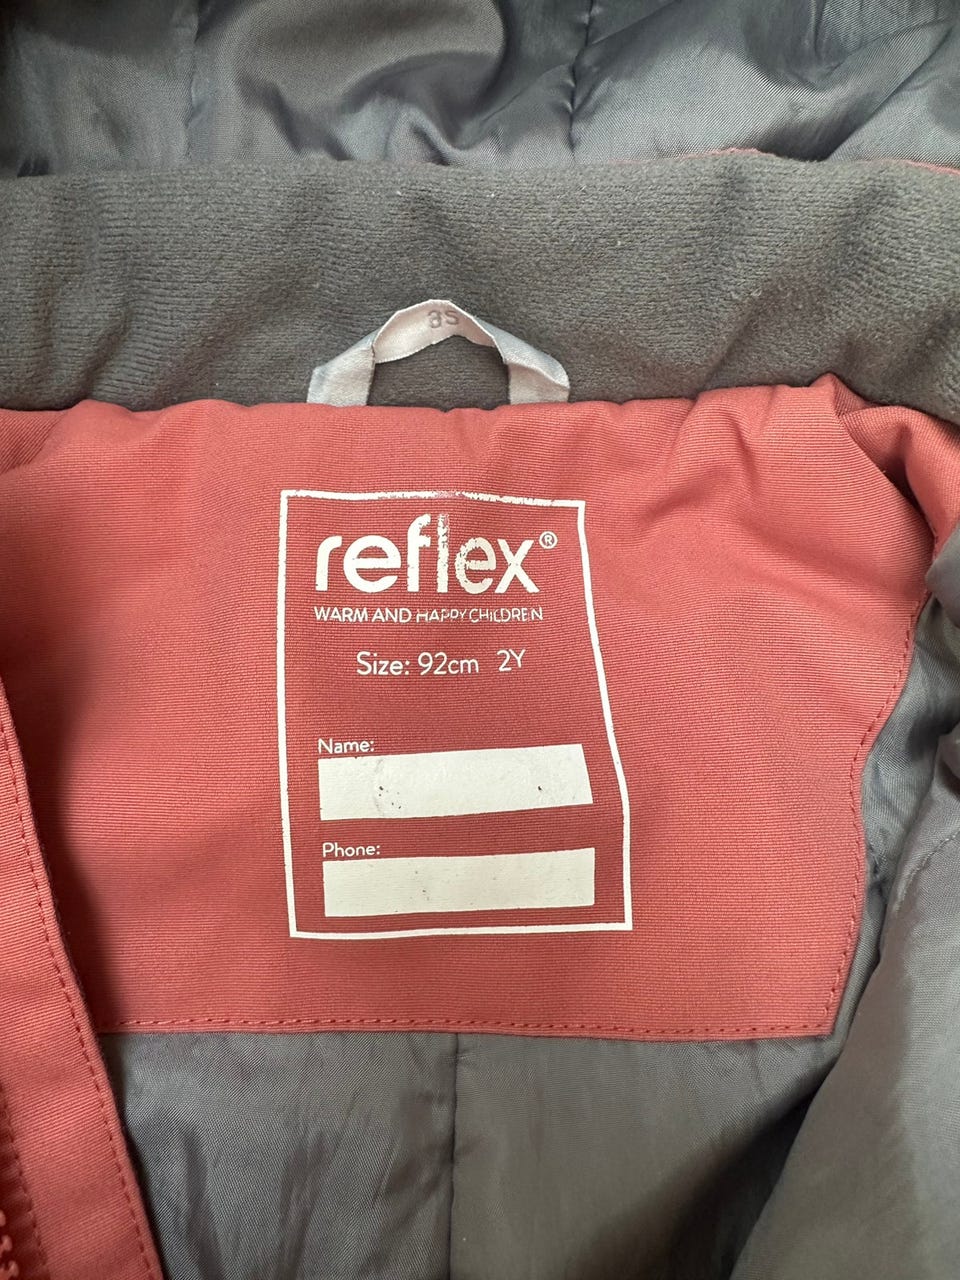 reflex®
WARM AND HAPPY CHILDREN
Size: 92cm 2Y
Name:
Phone: